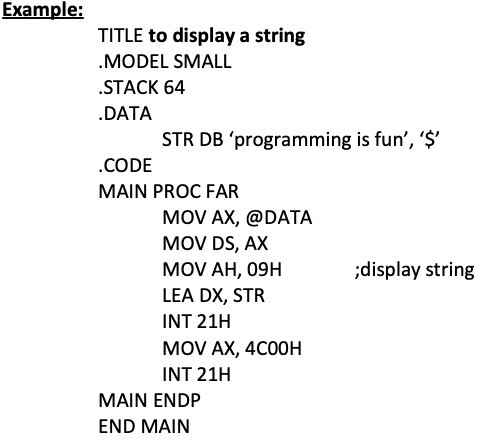 Example:
TITLE to display a string
.MODEL SMALL
.STACK 64
.DATA
STR DB ‘programming is fun’, ‘$’
.CODE
MAIN PROC FAR
MOV AX, @DATA
MOV DS, AX
MOV AH, 09H ;display string
LEA DX, STR
INT 21H
MOV AX, 4C00H
INT 21H
MAIN ENDP
END MAIN